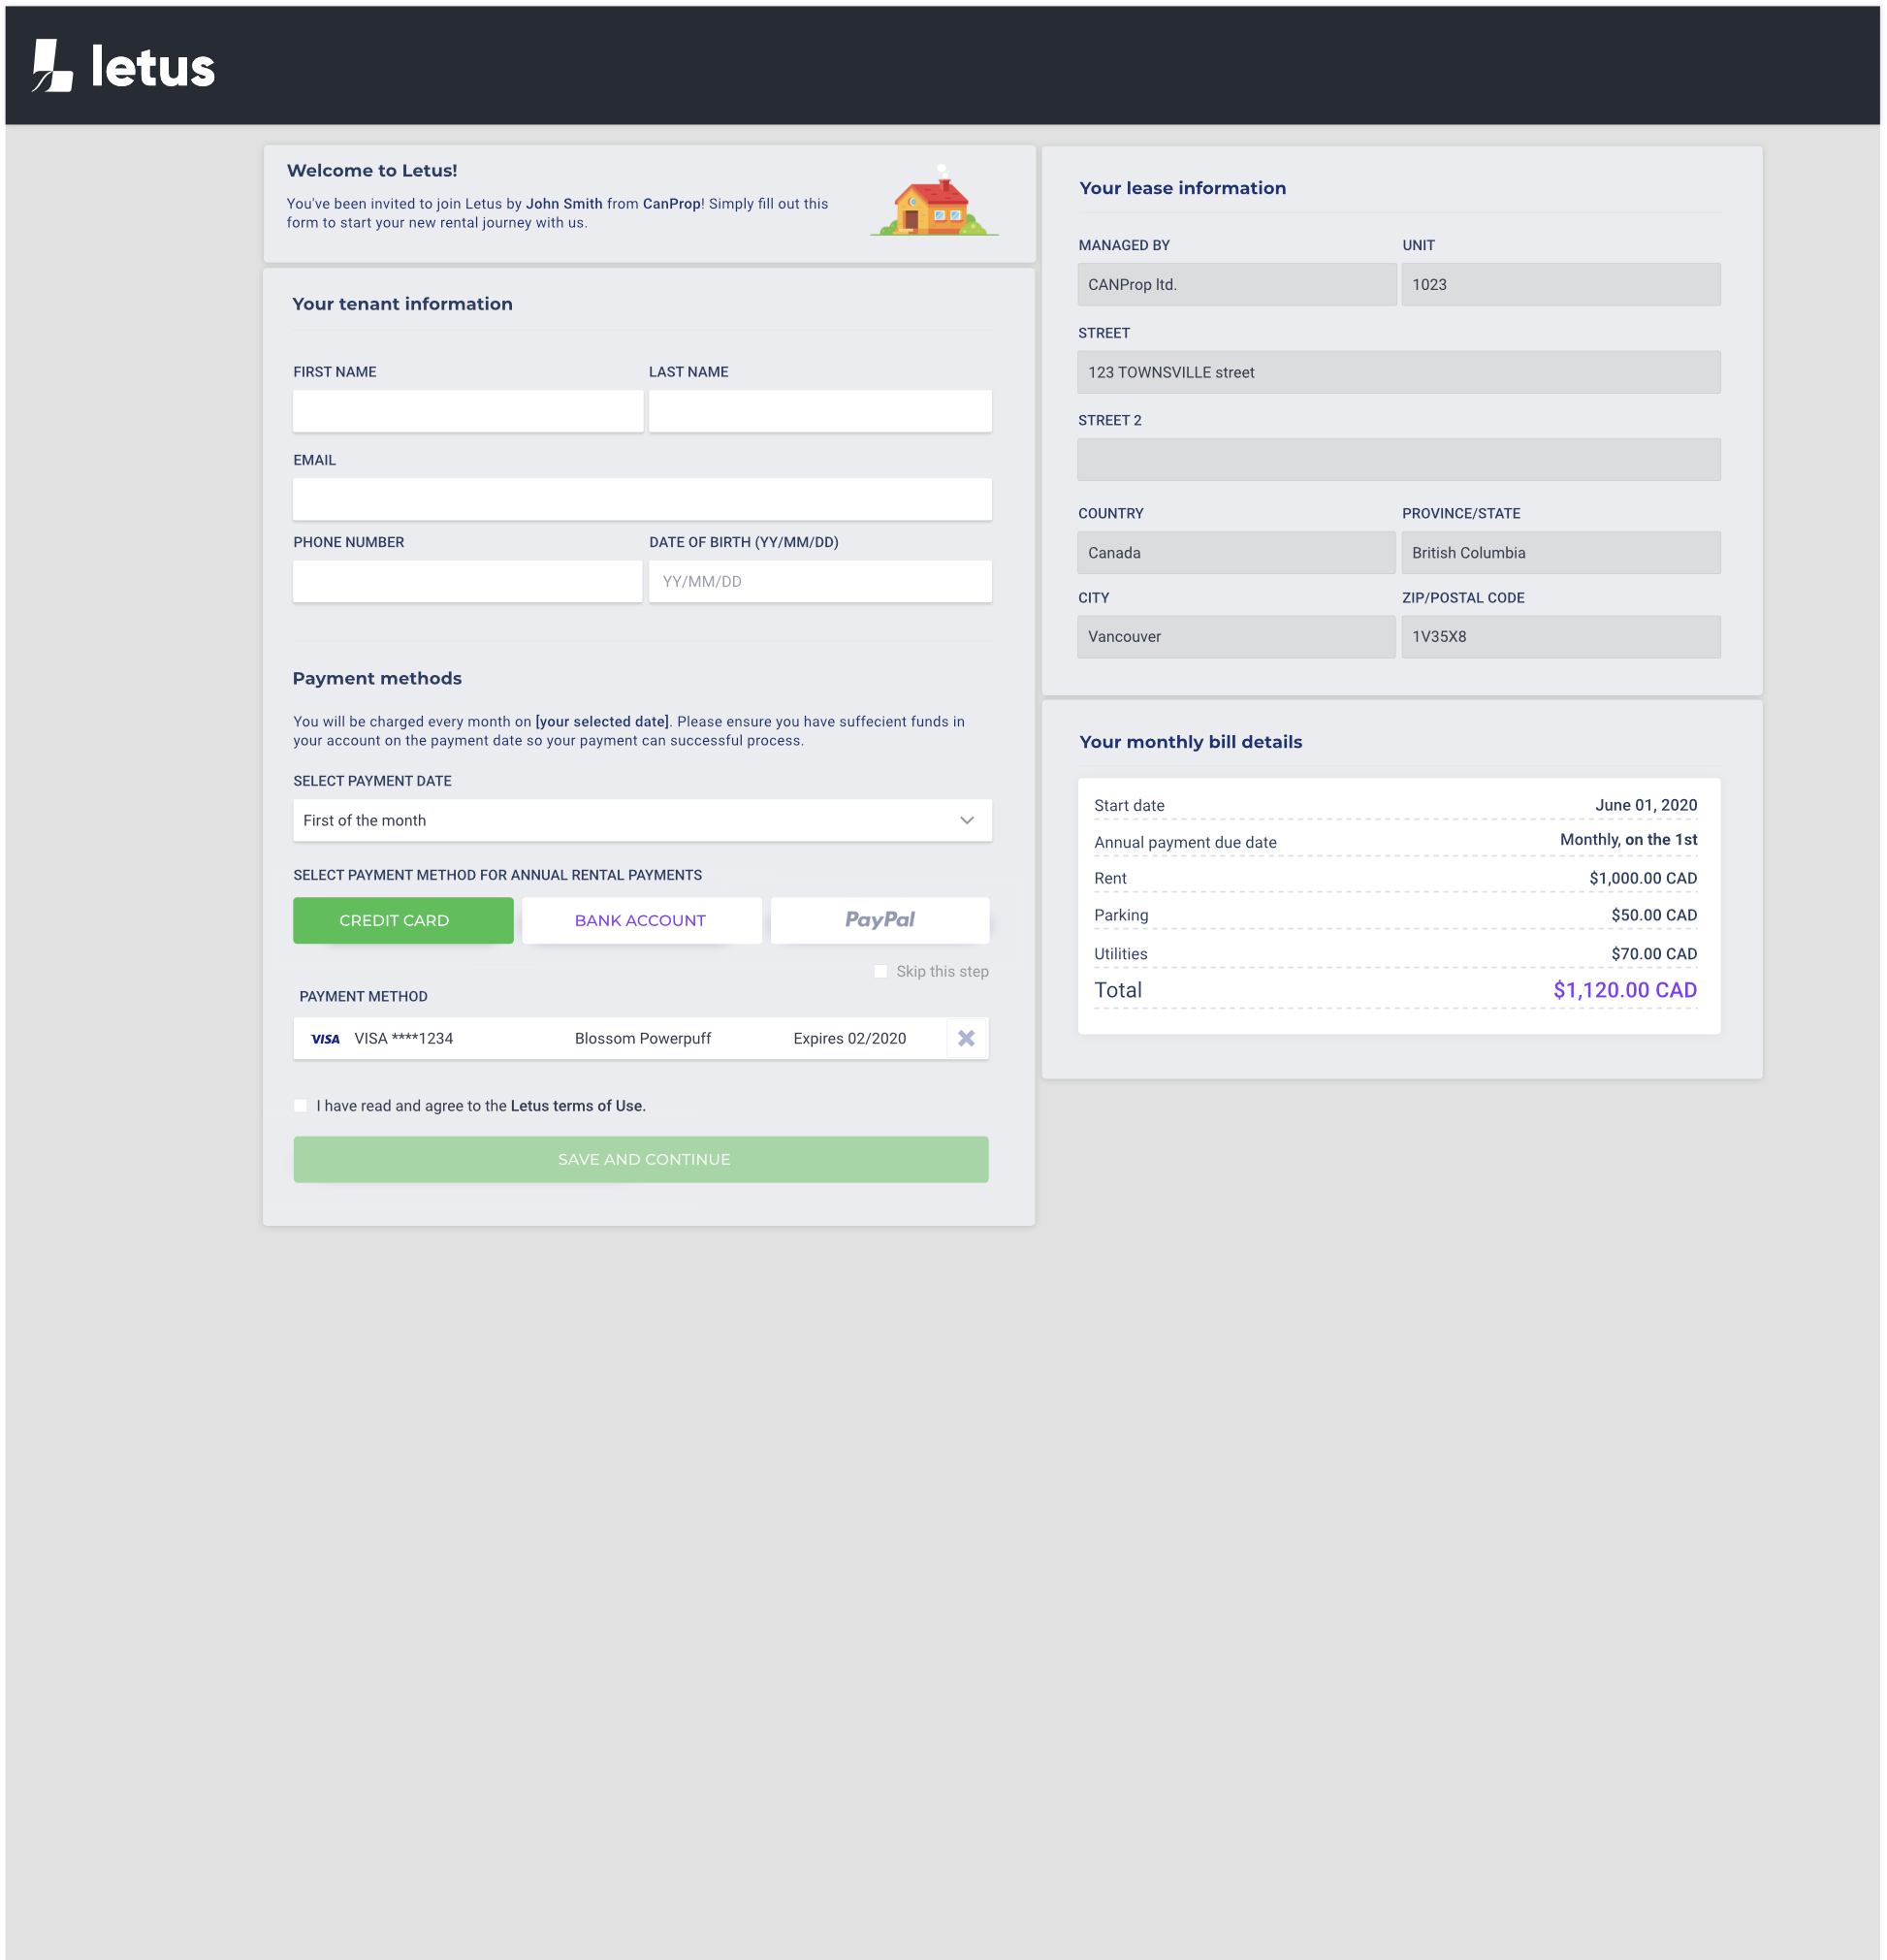 letus
Welcome to Letus!
You've been invited to join Letus by John Smith from CanProp! Simply fill out this
form to start your new rental journey with us.
Your tenant information
FIRST NAME
LAST NAME
EMAIL
PHONE NUMBER
DATE OF BIRTH (YY/MM/DD)
YY/MM/DD
Payment methods
You will be charged every month on [your selected date]. Please ensure you have suffecient funds in
your account on the payment date so your payment can successful process.
SELECT PAYMENT DATE
First of the month
SELECT PAYMENT METHOD FOR ANNUAL RENTAL PAYMENTS
CREDIT CARD
BANK ACCOUNT
PayPal
Skip this step
PAYMENT METHOD
VISA VISA ****1234 Blossom Powerpuff Expires 02/2020
I have read and agree to the Letus terms of Use.
SAVE AND CONTINUE
Your lease information
MANAGED BY
UNIT
CANProp ltd.
1023
STREET
123 TOWNSVILLE street
STREET 2
COUNTRY
PROVINCE/STATE
Canada
British Columbia
CITY
ZIP/POSTAL CODE
Vancouver
1V35X8
Your monthly bill details
Start date June 01, 2020
Annual payment due date Monthly, on the 1st
Rent $1,000.00 CAD
Parking $50.00 CAD
Utilities $70.00 CAD
Total $1,120.00 CAD